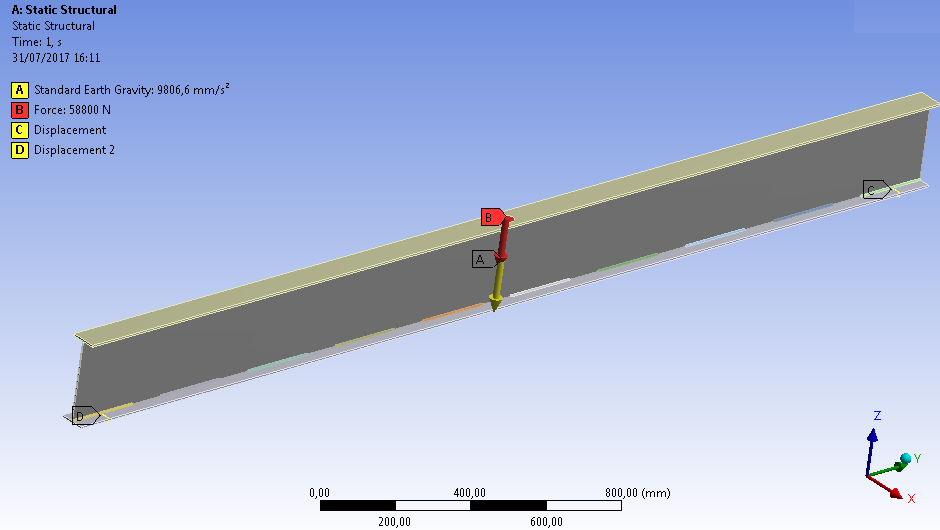 A: Static Structural
Static Structural
Time: 1, s
31/07/2017 16:11
A Standard Earth Gravity: 9806,6 mm/s²
B Force: 58800 N
C Displacement
D Displacement 2
B
A
C
D
Z
Y
X
0,00 400,00 800,00 (mm)
200,00 600,00